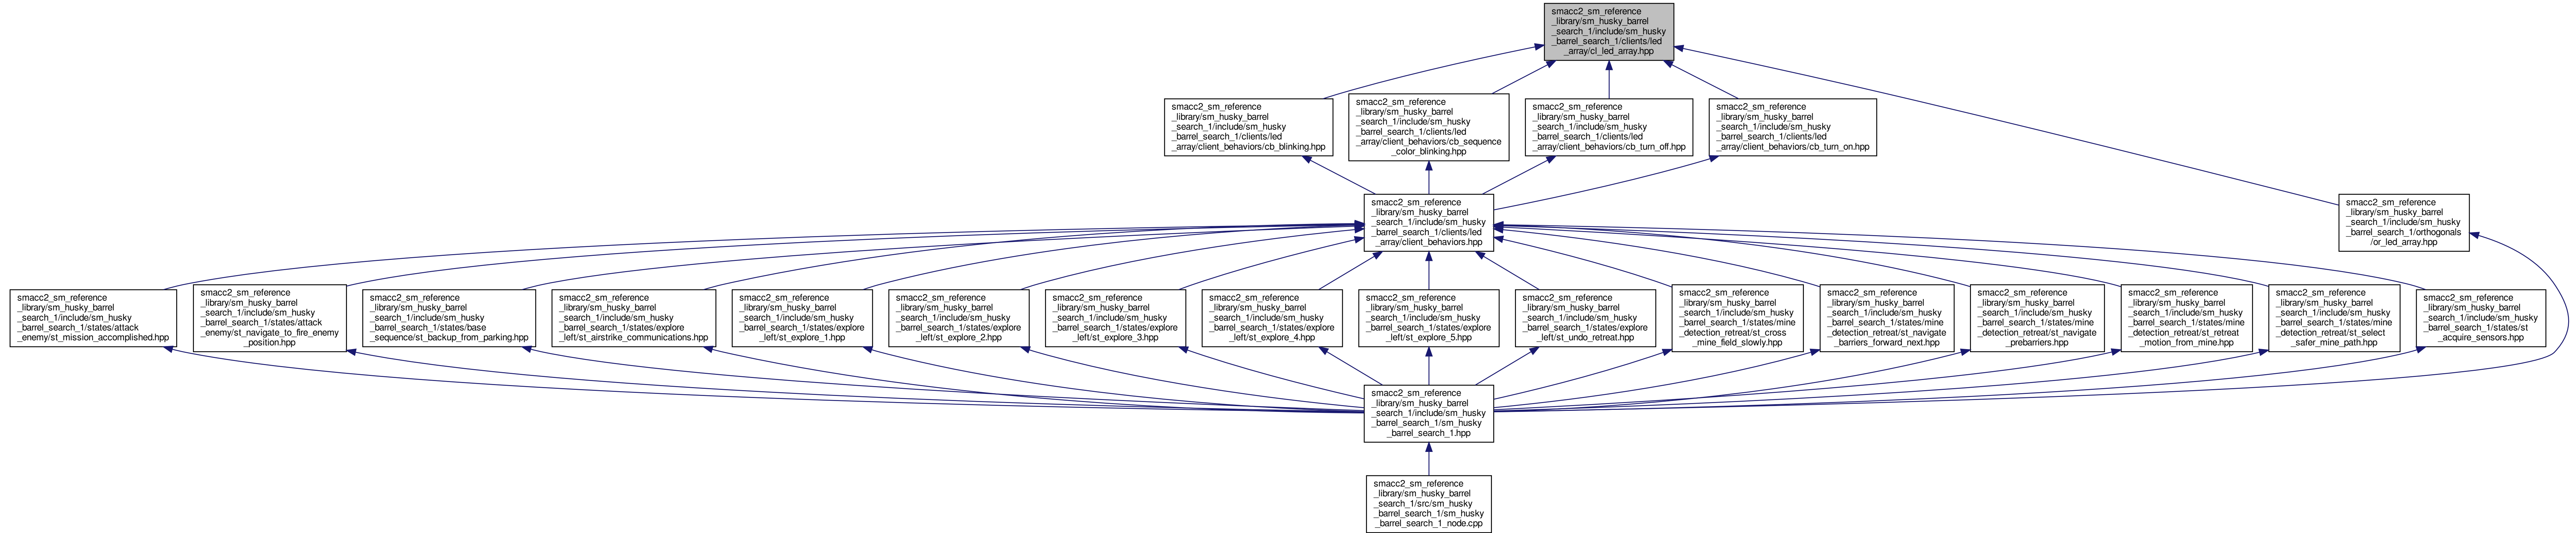 smacc2_sm_reference
_library/sm_husky_barrel
_search_1/include/sm_husky
_barrel_search_1/clients/led
_array/cl_led_array.hpp
smacc2_sm_reference
_library/sm_husky_barrel
_search_1/include/sm_husky
_barrel_search_1/clients/led
_array/client_behaviors/cb_blinking.hpp
smacc2_sm_reference
_library/sm_husky_barrel
_search_1/include/sm_husky
_barrel_search_1/clients/led
_array/client_behaviors/cb_sequence
_color_blinking.hpp
smacc2_sm_reference
_library/sm_husky_barrel
_search_1/include/sm_husky
_barrel_search_1/clients/led
_array/client_behaviors/cb_turn_off.hpp
smacc2_sm_reference
_library/sm_husky_barrel
_search_1/include/sm_husky
_barrel_search_1/clients/led
_array/client_behaviors/cb_turn_on.hpp
smacc2_sm_reference
_library/sm_husky_barrel
_search_1/include/sm_husky
_barrel_search_1/clients/led
_array/client_behaviors.hpp
smacc2_sm_reference
_library/sm_husky_barrel
_search_1/include/sm_husky
_barrel_search_1/orthogonals
/or_led_array.hpp
smacc2_sm_reference
_library/sm_husky_barrel
_search_1/include/sm_husky
_barrel_search_1/states/attack
_enemy/st_mission_accomplished.hpp
smacc2_sm_reference
_library/sm_husky_barrel
_search_1/include/sm_husky
_barrel_search_1/states/attack
_enemy/st_navigate_to_fire_enemy
_position.hpp
smacc2_sm_reference
_library/sm_husky_barrel
_search_1/include/sm_husky
_barrel_search_1/states/base
_sequence/st_backup_from_parking.hpp
smacc2_sm_reference
_library/sm_husky_barrel
_search_1/include/sm_husky
_barrel_search_1/states/explore
_left/st_airstrike_communications.hpp
smacc2_sm_reference
_library/sm_husky_barrel
_search_1/include/sm_husky
_barrel_search_1/states/explore
_left/st_explore_1.hpp
smacc2_sm_reference
_library/sm_husky_barrel
_search_1/include/sm_husky
_barrel_search_1/states/explore
_left/st_explore_2.hpp
smacc2_sm_reference
_library/sm_husky_barrel
_search_1/include/sm_husky
_barrel_search_1/states/explore
_left/st_explore_3.hpp
smacc2_sm_reference
_library/sm_husky_barrel
_search_1/include/sm_husky
_barrel_search_1/states/explore
_left/st_explore_4.hpp
smacc2_sm_reference
_library/sm_husky_barrel
_search_1/include/sm_husky
_barrel_search_1/states/explore
_left/st_explore_5.hpp
smacc2_sm_reference
_library/sm_husky_barrel
_search_1/include/sm_husky
_barrel_search_1/states/explore
_left/st_undo_retreat.hpp
smacc2_sm_reference
_library/sm_husky_barrel
_search_1/include/sm_husky
_barrel_search_1/states/mine
_detection_retreat/st_cross
_mine_field_slowly.hpp
smacc2_sm_reference
_library/sm_husky_barrel
_search_1/include/sm_husky
_barrel_search_1/states/mine
_detection_retreat/st_navigate
_barriers_forward_next.hpp
smacc2_sm_reference
_library/sm_husky_barrel
_search_1/include/sm_husky
_barrel_search_1/states/mine
_detection_retreat/st_navigate
_prebarriers.hpp
smacc2_sm_reference
_library/sm_husky_barrel
_search_1/include/sm_husky
_barrel_search_1/states/mine
_detection_retreat/st_retreat
_motion_from_mine.hpp
smacc2_sm_reference
_library/sm_husky_barrel
_search_1/include/sm_husky
_barrel_search_1/states/mine
_detection_retreat/st_select
_safer_mine_path.hpp
smacc2_sm_reference
_library/sm_husky_barrel
_search_1/include/sm_husky
_barrel_search_1/states/st
_acquire_sensors.hpp
smacc2_sm_reference
_library/sm_husky_barrel
_search_1/include/sm_husky
_barrel_search_1/sm_husky
_barrel_search_1.hpp
smacc2_sm_reference
_library/sm_husky_barrel
_search_1/src/sm_husky
_barrel_search_1/sm_husky
_barrel_search_1_node.cpp